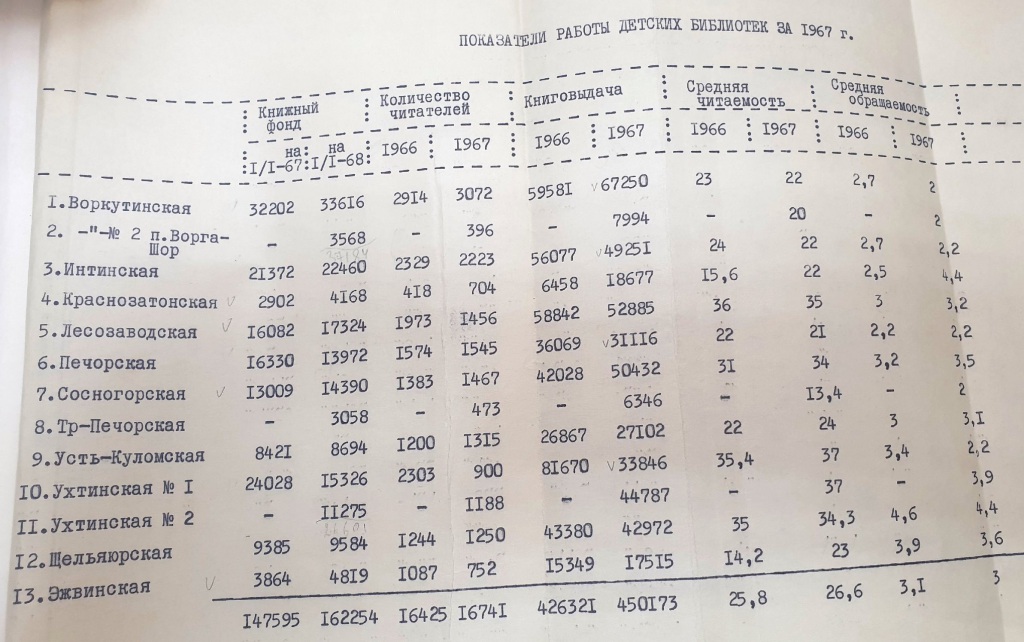 ПОКАЗАТЕЛИ РАБОТЫ ДЕТСКИХ БИБЛИОТЕК ЗА I967 г.
Книжный фонд Количество читателей Книговыдача Средняя читаемость Средняя обращаемость
на I/I-67 на I/I-68 I966 I967 I966 I967 I966 I967 I966 I967
I.Воркутинская 32202 336I6 29I4 3072 5958I 67250 23 22 2,7 2
2. -"-№ 2 п.Ворга-Шор - 3568 - 396 - 7994 - 20 - 2
3.Интинская 2I372 22460 2329 2223 56077 4925I 24 22 2,7 2,2
4.Краснозатонская 2902 4I68 4I8 704 6458 I8677 I5,6 22 2,5 4,4
5.Лесозаводская I6082 I7324 I973 I456 58842 52885 36 35 3 3,2
6.Печорская I6330 I3972 I574 I545 36069 3III6 22 2I 2,2 2,2
7.Сосногорская I3009 I4390 I383 I467 42028 50432 3I 34 3,2 3,5
8.Тр-Печорская - 3058 - 473 - 6346 - I3,4 - 2
9.Усть-Куломская 842I 8694 I200 I3I5 26867 27I02 22 24 3 3,I
I0.Ухтинская № I 24028 I5326 2303 900 8I670 33846 35,4 37 3,4 2,2
II.Ухтинская № 2 - II275 - II88 - 44787 - 37 - 3,9
I2.Щельяюрская 9385 9584 I244 I250 43380 42972 35 34,3 4,6 4,4
I3.Эжвинская 3864 48I9 I087 752 I5349 I75I5 I4,2 23 3,9 3,6
I47595 I62254 I6425 I674I 42632I 450I73 25,8 26,6 3,I 3